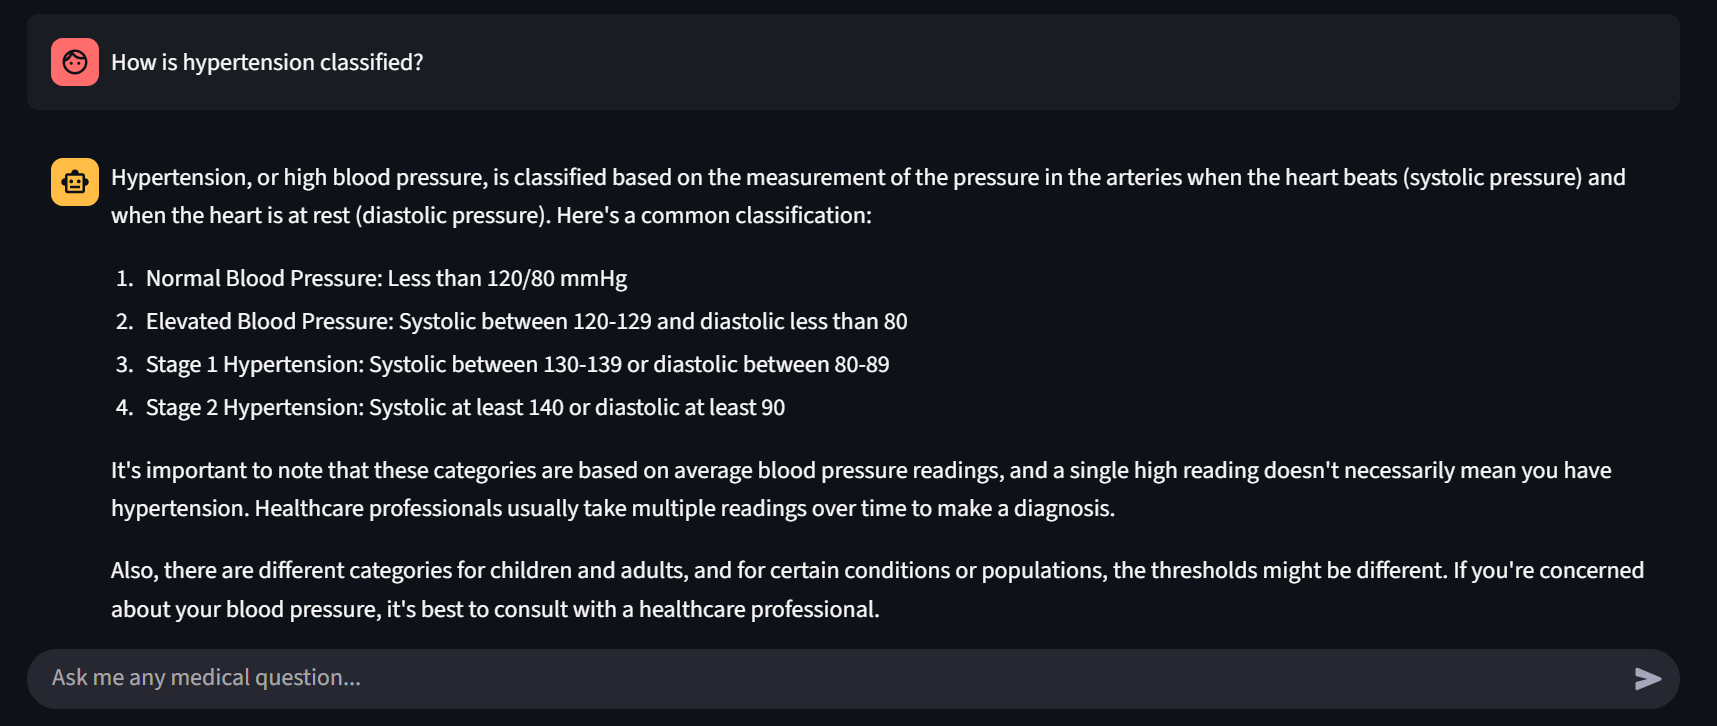 How is hypertension classified?
Hypertension, or high blood pressure, is classified based on the measurement of the pressure in the arteries when the heart beats (systolic pressure) and
when the heart is at rest (diastolic pressure). Here's a common classification:
1. Normal Blood Pressure: Less than 120/80 mmHg
2. Elevated Blood Pressure: Systolic between 120-129 and diastolic less than 80
3. Stage 1 Hypertension: Systolic between 130-139 or diastolic between 80-89
4. Stage 2 Hypertension: Systolic at least 140 or diastolic at least 90
It's important to note that these categories are based on average blood pressure readings, and a single high reading doesn't necessarily mean you have
hypertension. Healthcare professionals usually take multiple readings over time to make a diagnosis.
Also, there are different categories for children and adults, and for certain conditions or populations, the thresholds might be different. If you're concerned
about your blood pressure, it's best to consult with a healthcare professional.
Ask me any medical question...